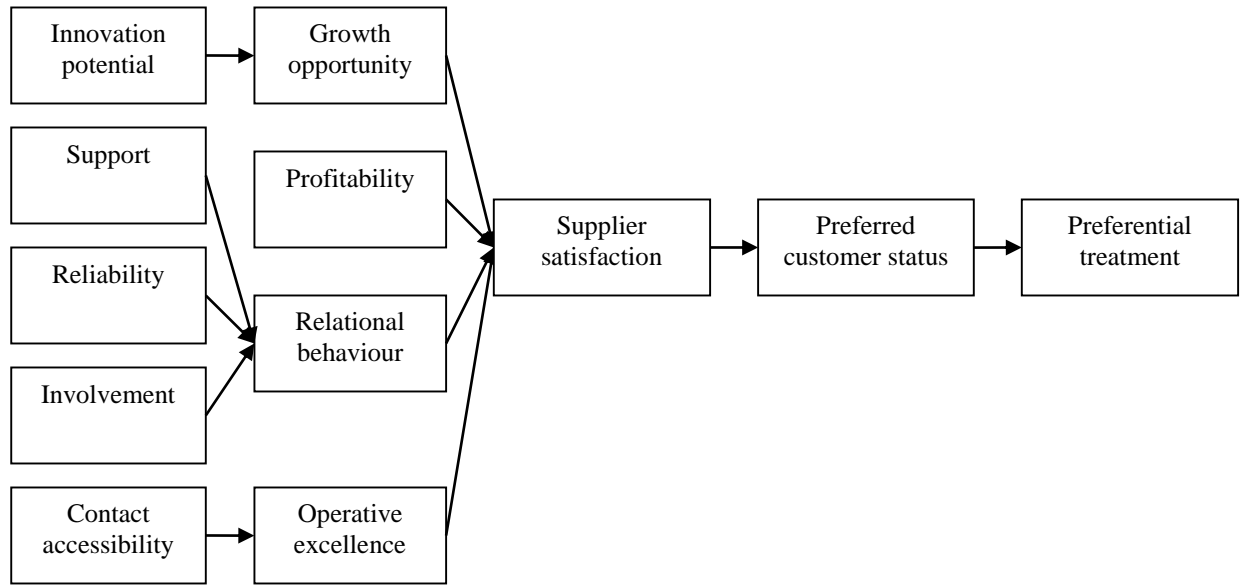 Innovation
potential
Growth
opportunity
Support
Profitability
Supplier
satisfaction
Preferred
customer status
Preferential
treatment
Reliability
Relational
behaviour
Involvement
Contact
accessibility
Operative
excellence